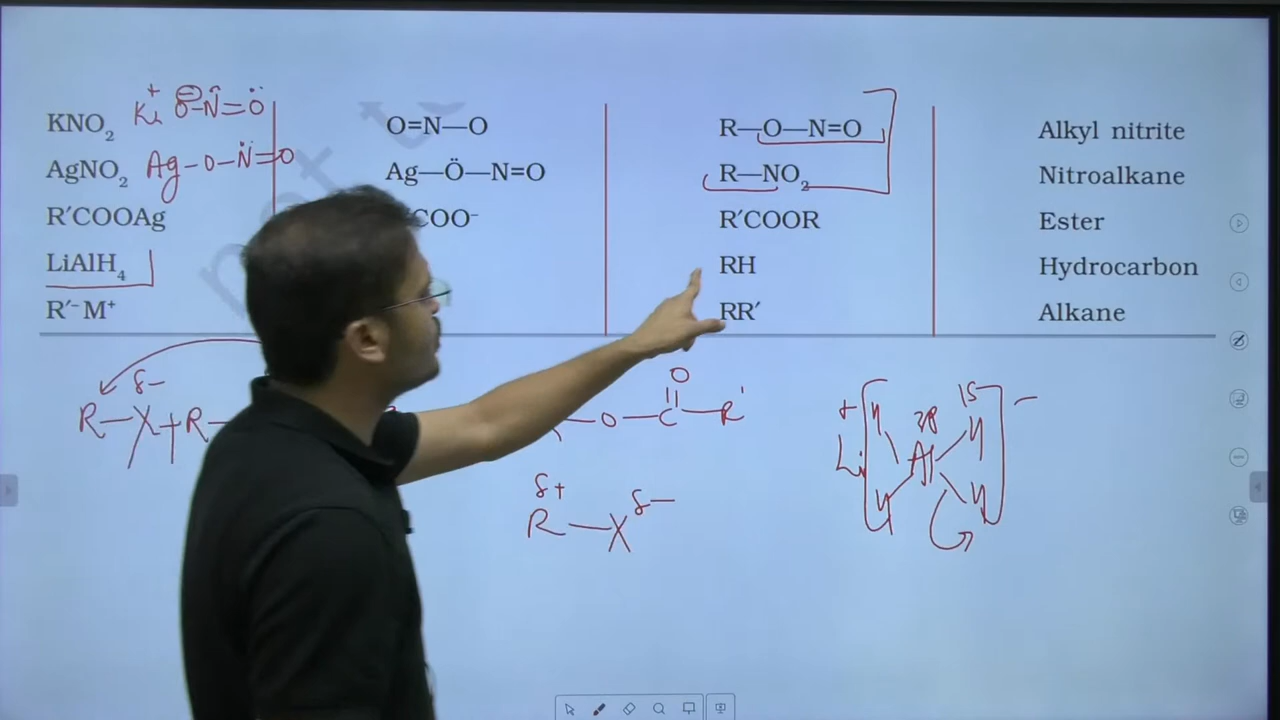 KNO₂ K⁺ ⊖O–N̈=Ö O=N—O R—O—N=O Alkyl nitrite
AgNO₂ Ag–O–N̈=O Ag—Ö—N=O R—NO₂ Nitroalkane
R′COOAg COO⁻ R′COOR Ester
LiAlH₄ RH Hydrocarbon
R′⁻M⁺ RR′ Alkane
δ–
R–X+R
O
–O–C–R'
δ+ δ–
R–X
+ –
Li Al